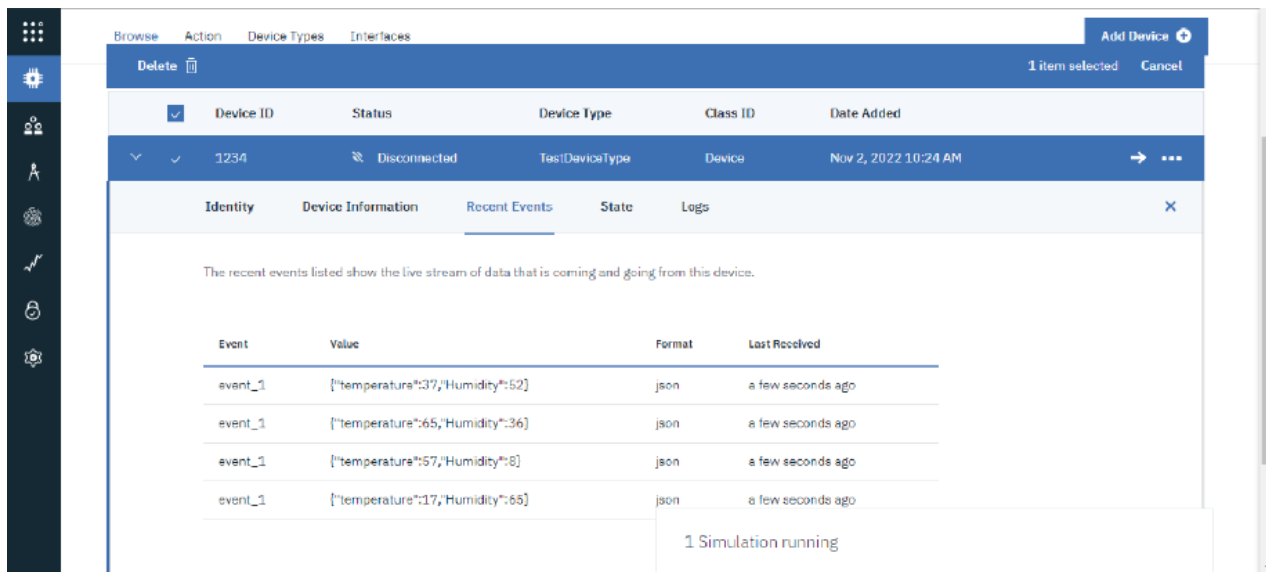 Browse Action Device Types Interfaces Add Device
Delete 1 item selected Cancel
Device ID Status Device Type Class ID Date Added
1234 Disconnected TestDeviceType Device Nov 2, 2022 10:24 AM
Identity Device Information Recent Events State Logs
The recent events listed show the live stream of data that is coming and going from this device.
Event Value Format Last Received
event_1 {"temperature":37,"Humidity":52} json a few seconds ago
event_1 {"temperature":65,"Humidity":36} json a few seconds ago
event_1 {"temperature":57,"Humidity":8} json a few seconds ago
event_1 {"temperature":17,"Humidity":65} json a few seconds ago
1 Simulation running